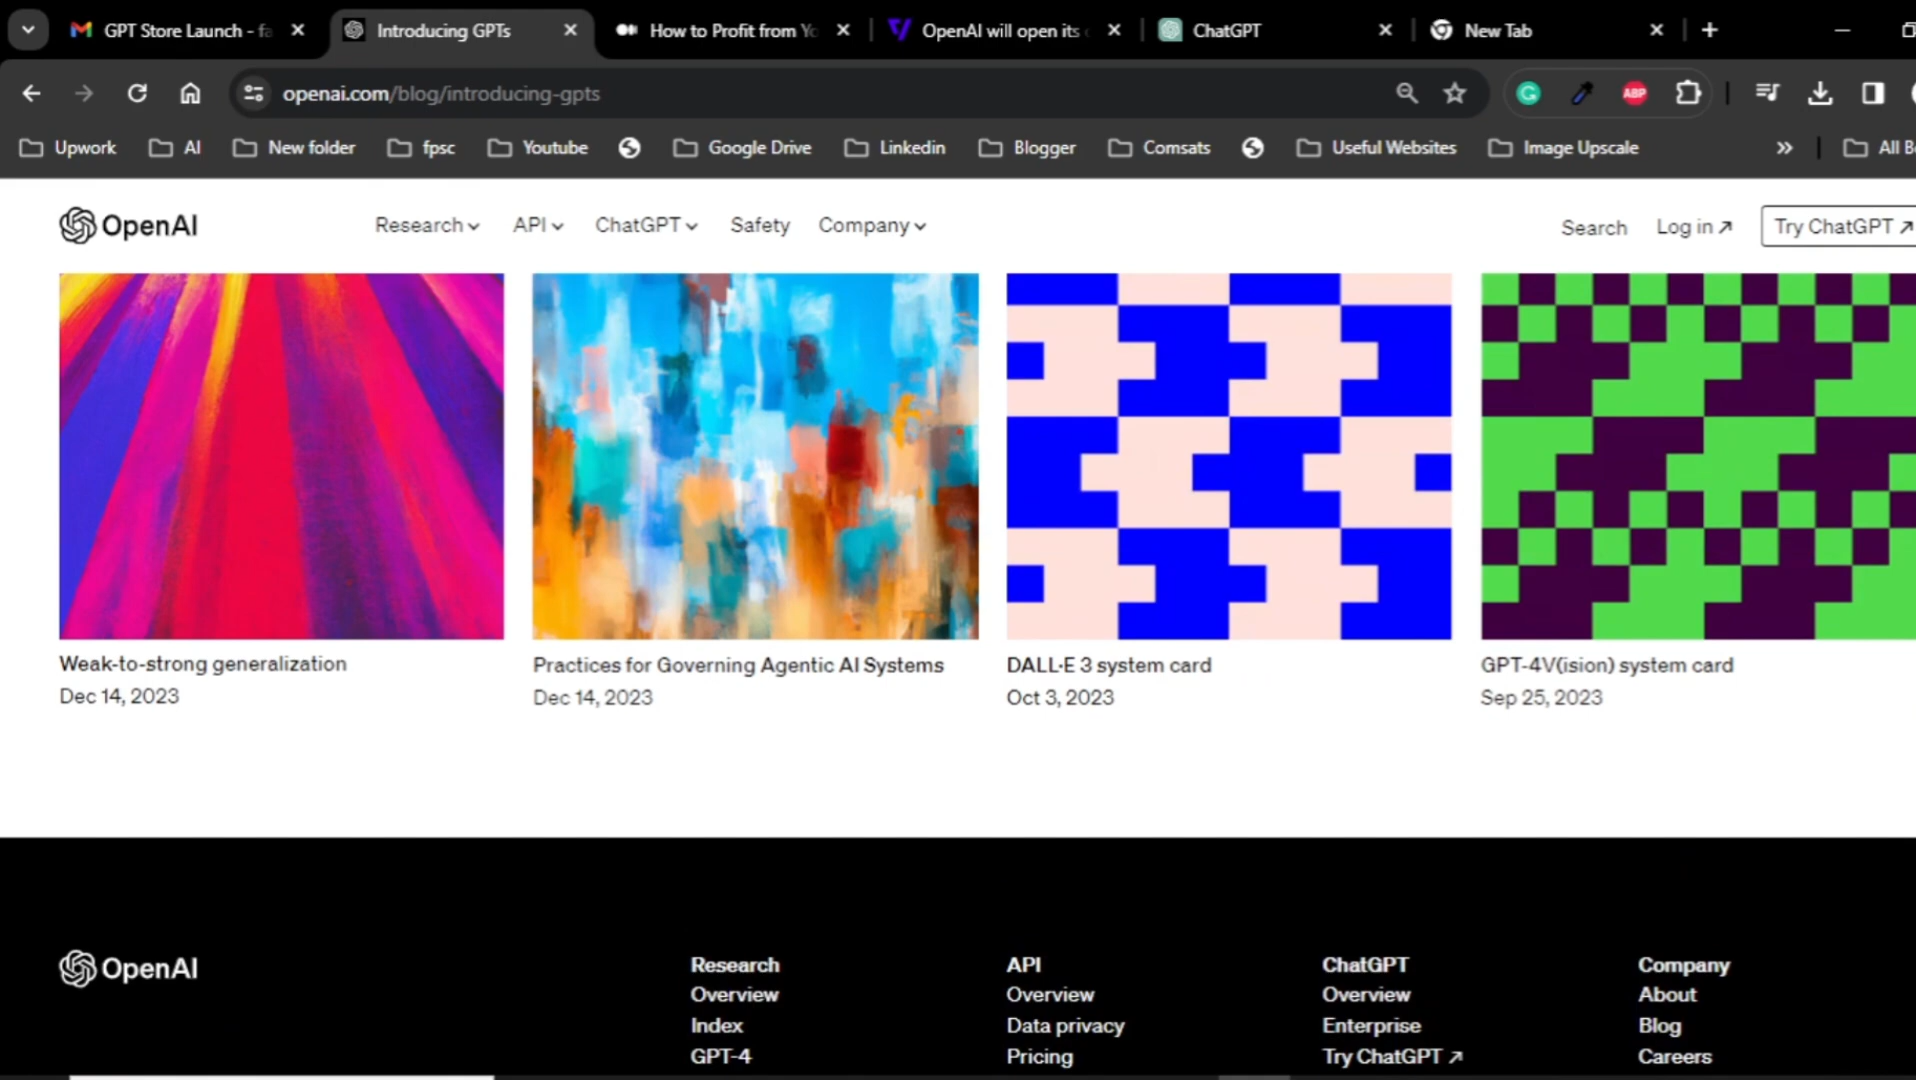 GPT Store Launch - fa
Introducing GPTs
How to Profit from Yo
OpenAI will open its
ChatGPT
New Tab
openai.com/blog/introducing-gpts
ABP
Upwork
AI
New folder
fpsc
Youtube
Google Drive
Linkedin
Blogger
Comsats
Useful Websites
Image Upscale
»
All B
OpenAI
Research
API
ChatGPT
Safety
Company
Search
Log in ↗
Try ChatGPT ↗
Weak-to-strong generalization
Dec 14, 2023
Practices for Governing Agentic AI Systems
Dec 14, 2023
DALL·E 3 system card
Oct 3, 2023
GPT-4V(ision) system card
Sep 25, 2023
OpenAI
Research
Overview
Index
GPT-4
API
Overview
Data privacy
Pricing
ChatGPT
Overview
Enterprise
Try ChatGPT ↗
Company
About
Blog
Careers